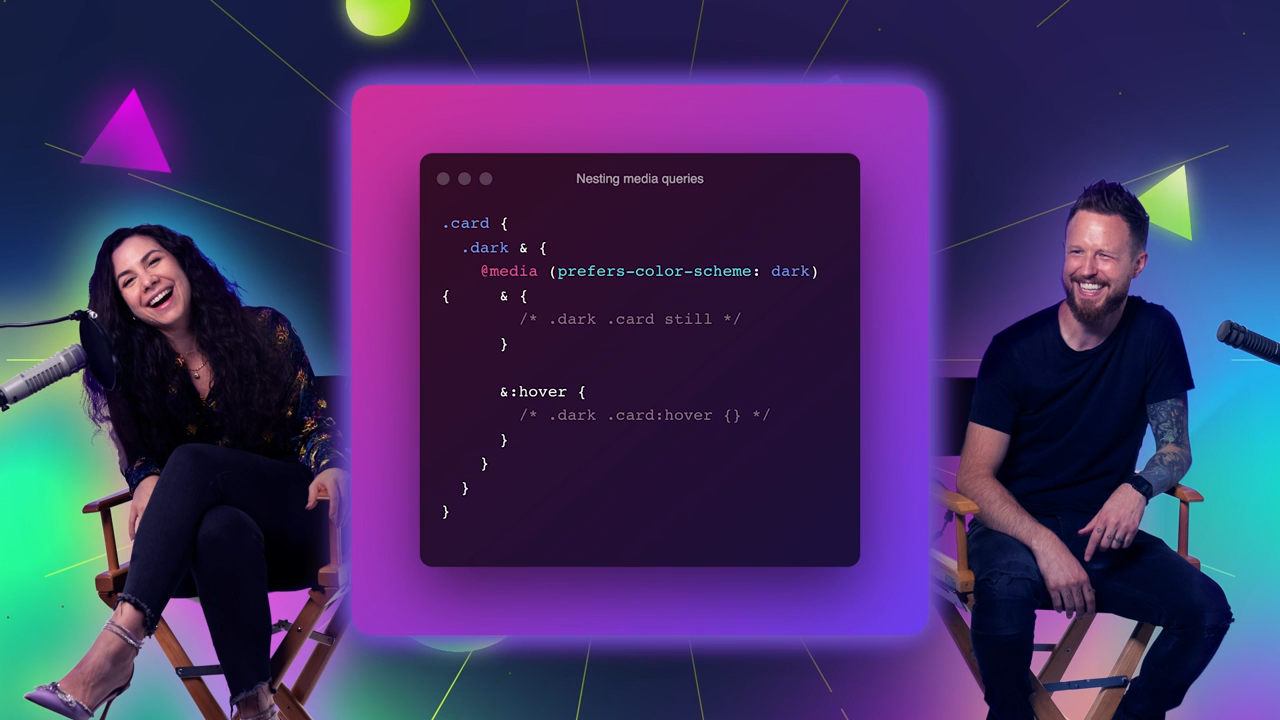 Nesting media queries
.card {
  .dark & {
    @media (prefers-color-scheme: dark)
{     & {
        /* .dark .card still */
      }
      &:hover {
        /* .dark .card:hover {} */
      }
    }
  }
}